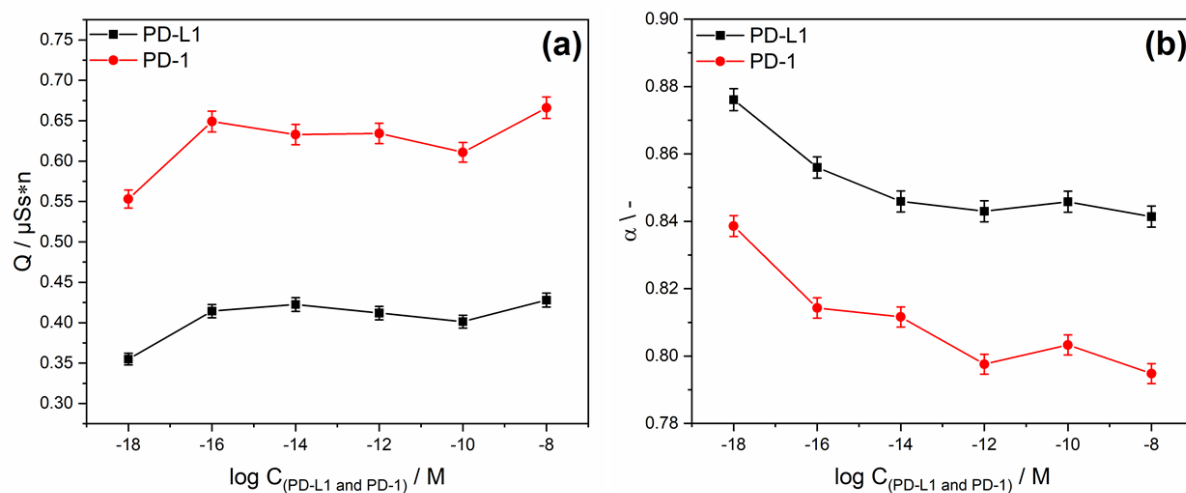 PD-L1
PD-1
(a)
0.75
0.70
0.65
0.60
0.55
0.50
0.45
0.40
0.35
0.30
Q / µSs*n
-18 -16 -14 -12 -10 -8
log C(PD-L1 and PD-1) / M
PD-L1
PD-1
(b)
0.90
0.88
0.86
0.84
0.82
0.80
0.78
α \ -
-18 -16 -14 -12 -10 -8
log C(PD-L1 and PD-1) / M